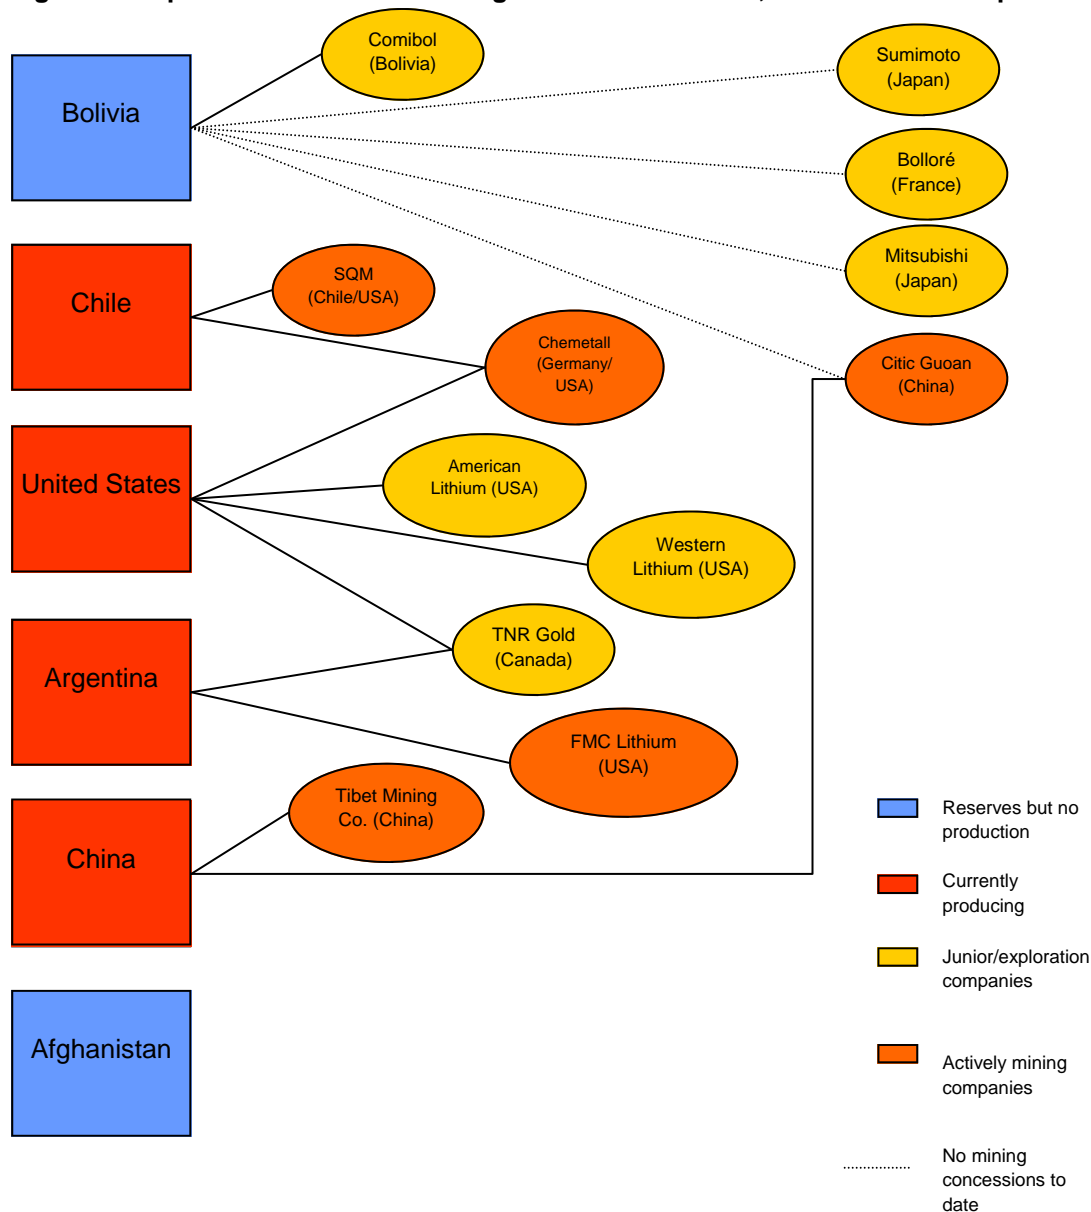 Comibol
(Bolivia)
Sumimoto
(Japan)
Bolivia
Bolloré
(France)
Mitsubishi
(Japan)
SQM
(Chile/USA)
Chile
Chemetall
(Germany/
USA)
Citic Guoan
(China)
American
Lithium (USA)
United States
Western
Lithium (USA)
TNR Gold
(Canada)
Argentina
FMC Lithium
(USA)
Tibet Mining
Co. (China)
China
Reserves but no
production
Currently
producing
Junior/exploration
companies
Afghanistan
Actively mining
companies
No mining
concessions to
date